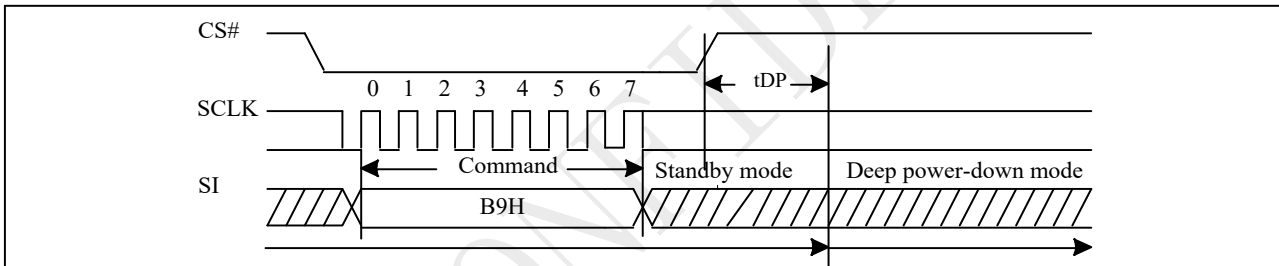 CS#
tDP
0 1 2 3 4 5 6 7
SCLK
Command
Standby mode
Deep power-down mode
SI
B9H